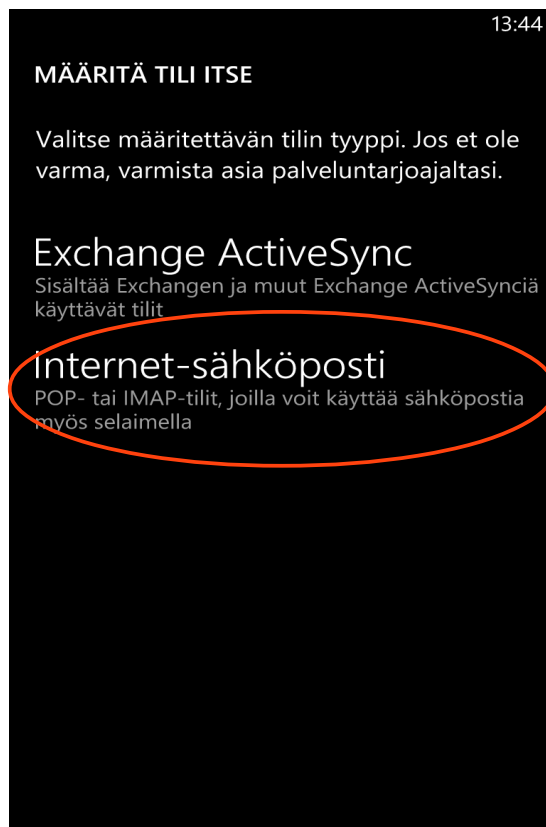 13:44
MÄÄRITÄ TILI ITSE
Valitse määritettävän tilin tyyppi. Jos et ole
varma, varmista asia palveluntarjoajaltasi.
Exchange ActiveSync
Sisältää Exchangen ja muut Exchange ActiveSynciä
käyttävät tilit
Internet-sähköposti
POP- tai IMAP-tilit, joilla voit käyttää sähköpostia
myös selaimella